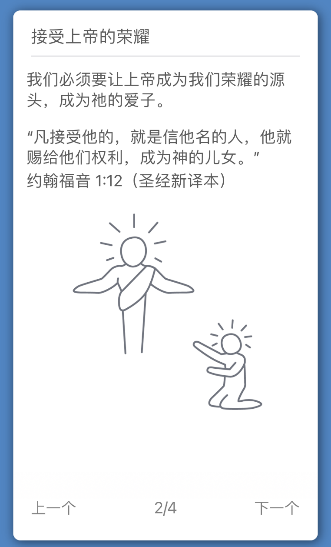 接受上帝的荣耀
我们必须要让上帝成为我们荣耀的源
头，成为祂的爱子。
“凡接受他的，就是信他名的人，他就
赐给他们权利，成为神的儿女。”
约翰福音 1:12（圣经新译本）
上一个
2/4
下一个